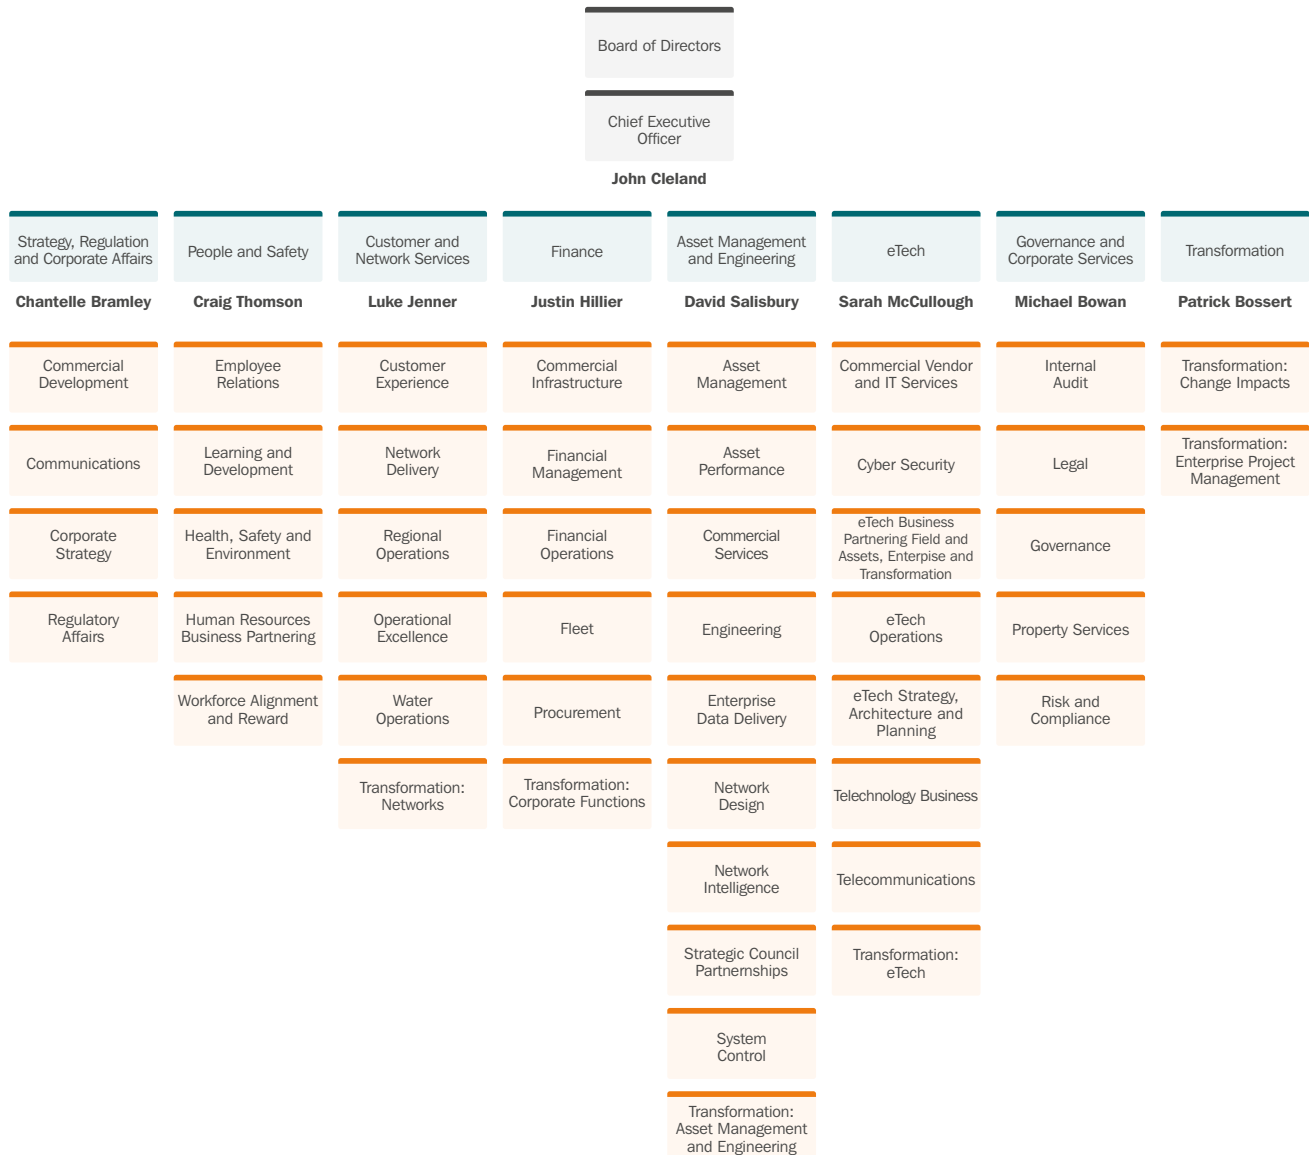 Board of Directors
Chief Executive
Officer
John Cleland
Strategy, Regulation
and Corporate Affairs
Chantelle Bramley
Commercial
Development
Communications
Corporate
Strategy
Regulatory
Affairs
People and Safety
Craig Thomson
Employee
Relations
Learning and
Development
Health, Safety and
Environment
Human Resources
Business Partnering
Workforce Alignment
and Reward
Customer and
Network Services
Luke Jenner
Customer
Experience
Network
Delivery
Regional
Operations
Operational
Excellence
Water
Operations
Transformation:
Networks
Finance
Justin Hillier
Commercial
Infrastructure
Financial
Management
Financial
Operations
Fleet
Procurement
Transformation:
Corporate Functions
Asset Management
and Engineering
David Salisbury
Asset
Management
Asset
Performance
Commercial
Services
Engineering
Enterprise
Data Delivery
Network
Design
Network
Intelligence
Strategic Council
Partnernships
System
Control
Transformation:
Asset Management
and Engineering
eTech
Sarah McCullough
Commercial Vendor
and IT Services
Cyber Security
eTech Business
Partnering Field and
Assets, Enterpise and
Transformation
eTech
Operations
eTech Strategy,
Architecture and
Planning
Telechnology Business
Telecommunications
Transformation:
eTech
Governance and
Corporate Services
Michael Bowan
Internal
Audit
Legal
Governance
Property Services
Risk and
Compliance
Transformation
Patrick Bossert
Transformation:
Change Impacts
Transformation:
Enterprise Project
Management